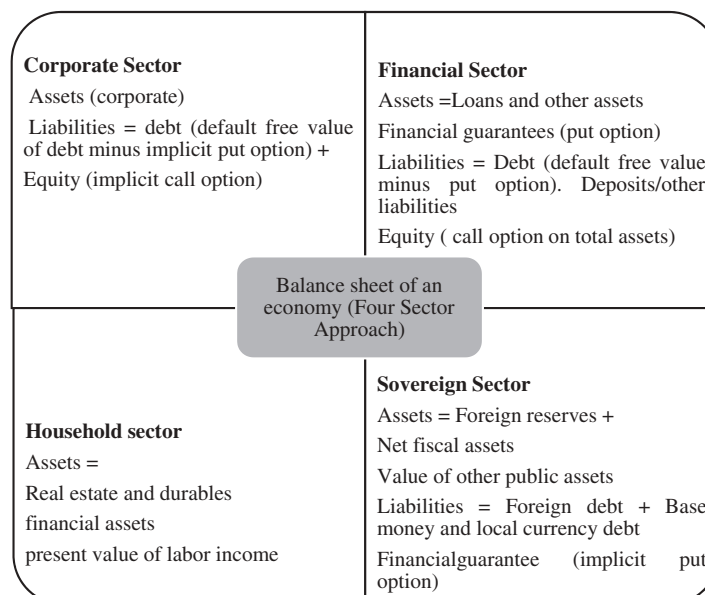 Corporate Sector
Assets (corporate)
Liabilities = debt (default free value
of debt minus implicit put option) +
Equity (implicit call option)
Financial Sector
Assets =Loans and other assets
Financial guarantees (put option)
Liabilities = Debt (default free value
minus put option). Deposits/other
liabilities
Equity ( call option on total assets)
Balance sheet of an
economy (Four Sector
Approach)
Household sector
Assets =
Real estate and durables
financial assets
present value of labor income
Sovereign Sector
Assets = Foreign reserves +
Net fiscal assets
Value of other public assets
Liabilities = Foreign debt + Base
money and local currency debt
Financialguarantee (implicit put
option)